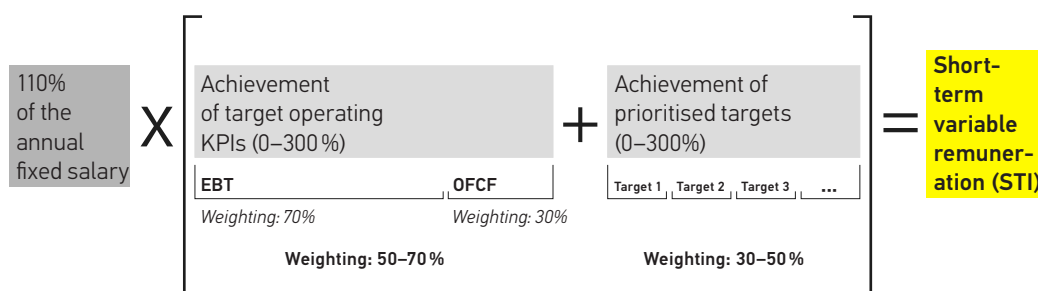 110%
of the
annual
fixed salary
X
Achievement
of target operating
KPIs (0–300 %)
EBT
OFCF
Weighting: 70%
Weighting: 30%
Weighting: 50–70 %
+
Achievement of
prioritised targets
(0–300%)
Target 1
Target 2
Target 3
...
Weighting: 30–50 %
=
Short-
term
variable
remuner-
ation (STI)